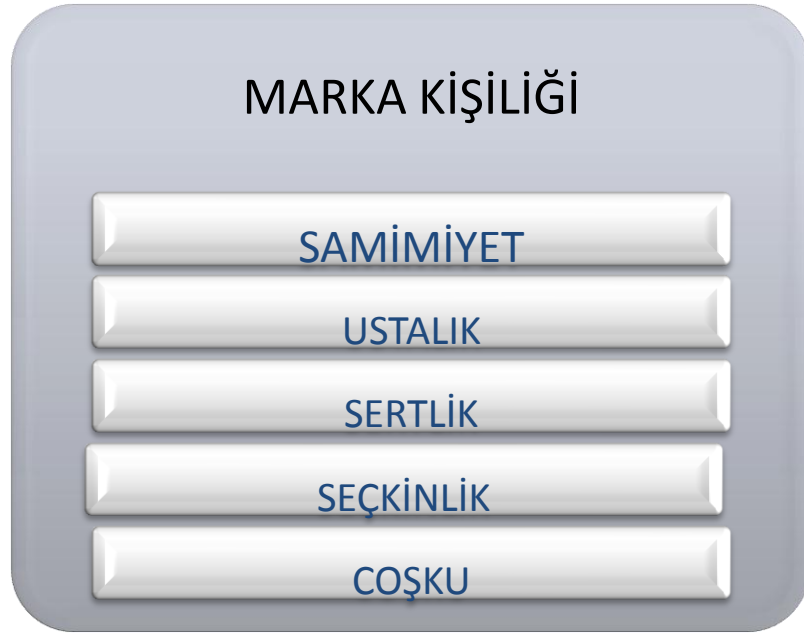 MARKA KİŞİLİĞİ
SAMİMİYET
USTALIK
SERTLİK
SEÇKİNLİK
COŞKU